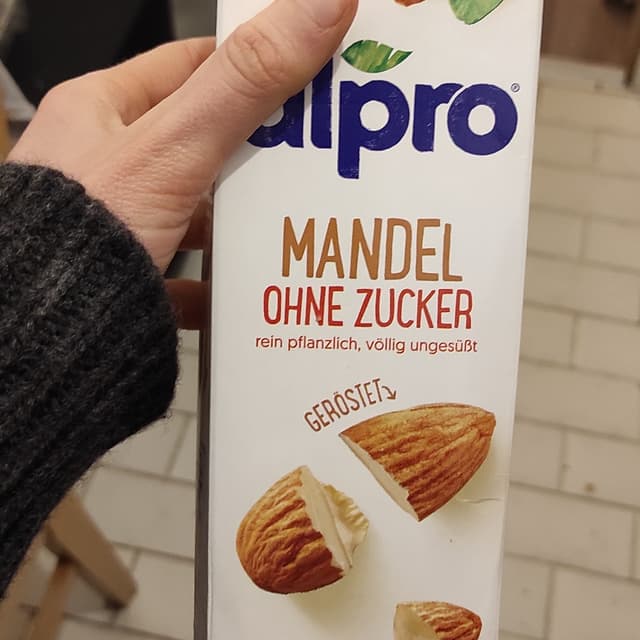 alpro®
MANDEL
OHNE ZUCKER
rein pflanzlich, völlig ungesüßt
GERÖSTET